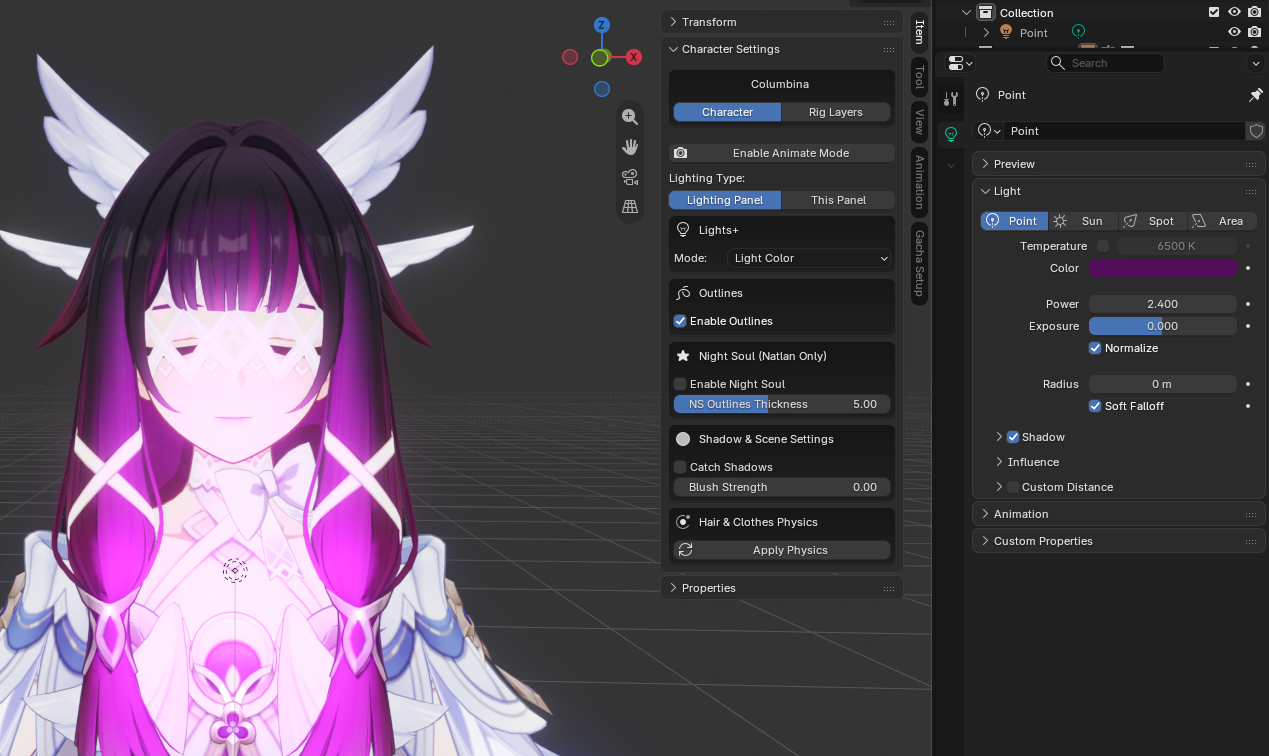 Z
X
Transform
Character Settings
Columbina
Character
Rig Layers
Enable Animate Mode
Lighting Type:
Lighting Panel
This Panel
Lights+
Mode:
Light Color
Outlines
Enable Outlines
Night Soul (Natlan Only)
Enable Night Soul
NS Outlines Thickness 5.00
Shadow & Scene Settings
Catch Shadows
Blush Strength 0.00
Hair & Clothes Physics
Apply Physics
Properties
Item
Tool
View
Animation
Gacha Setup
Collection
Point
Search
Point
Point
Preview
Light
Point
Sun
Spot
Area
Temperature 6500 K
Color
Power 2.400
Exposure 0.000
Normalize
Radius 0 m
Soft Falloff
Shadow
Influence
Custom Distance
Animation
Custom Properties